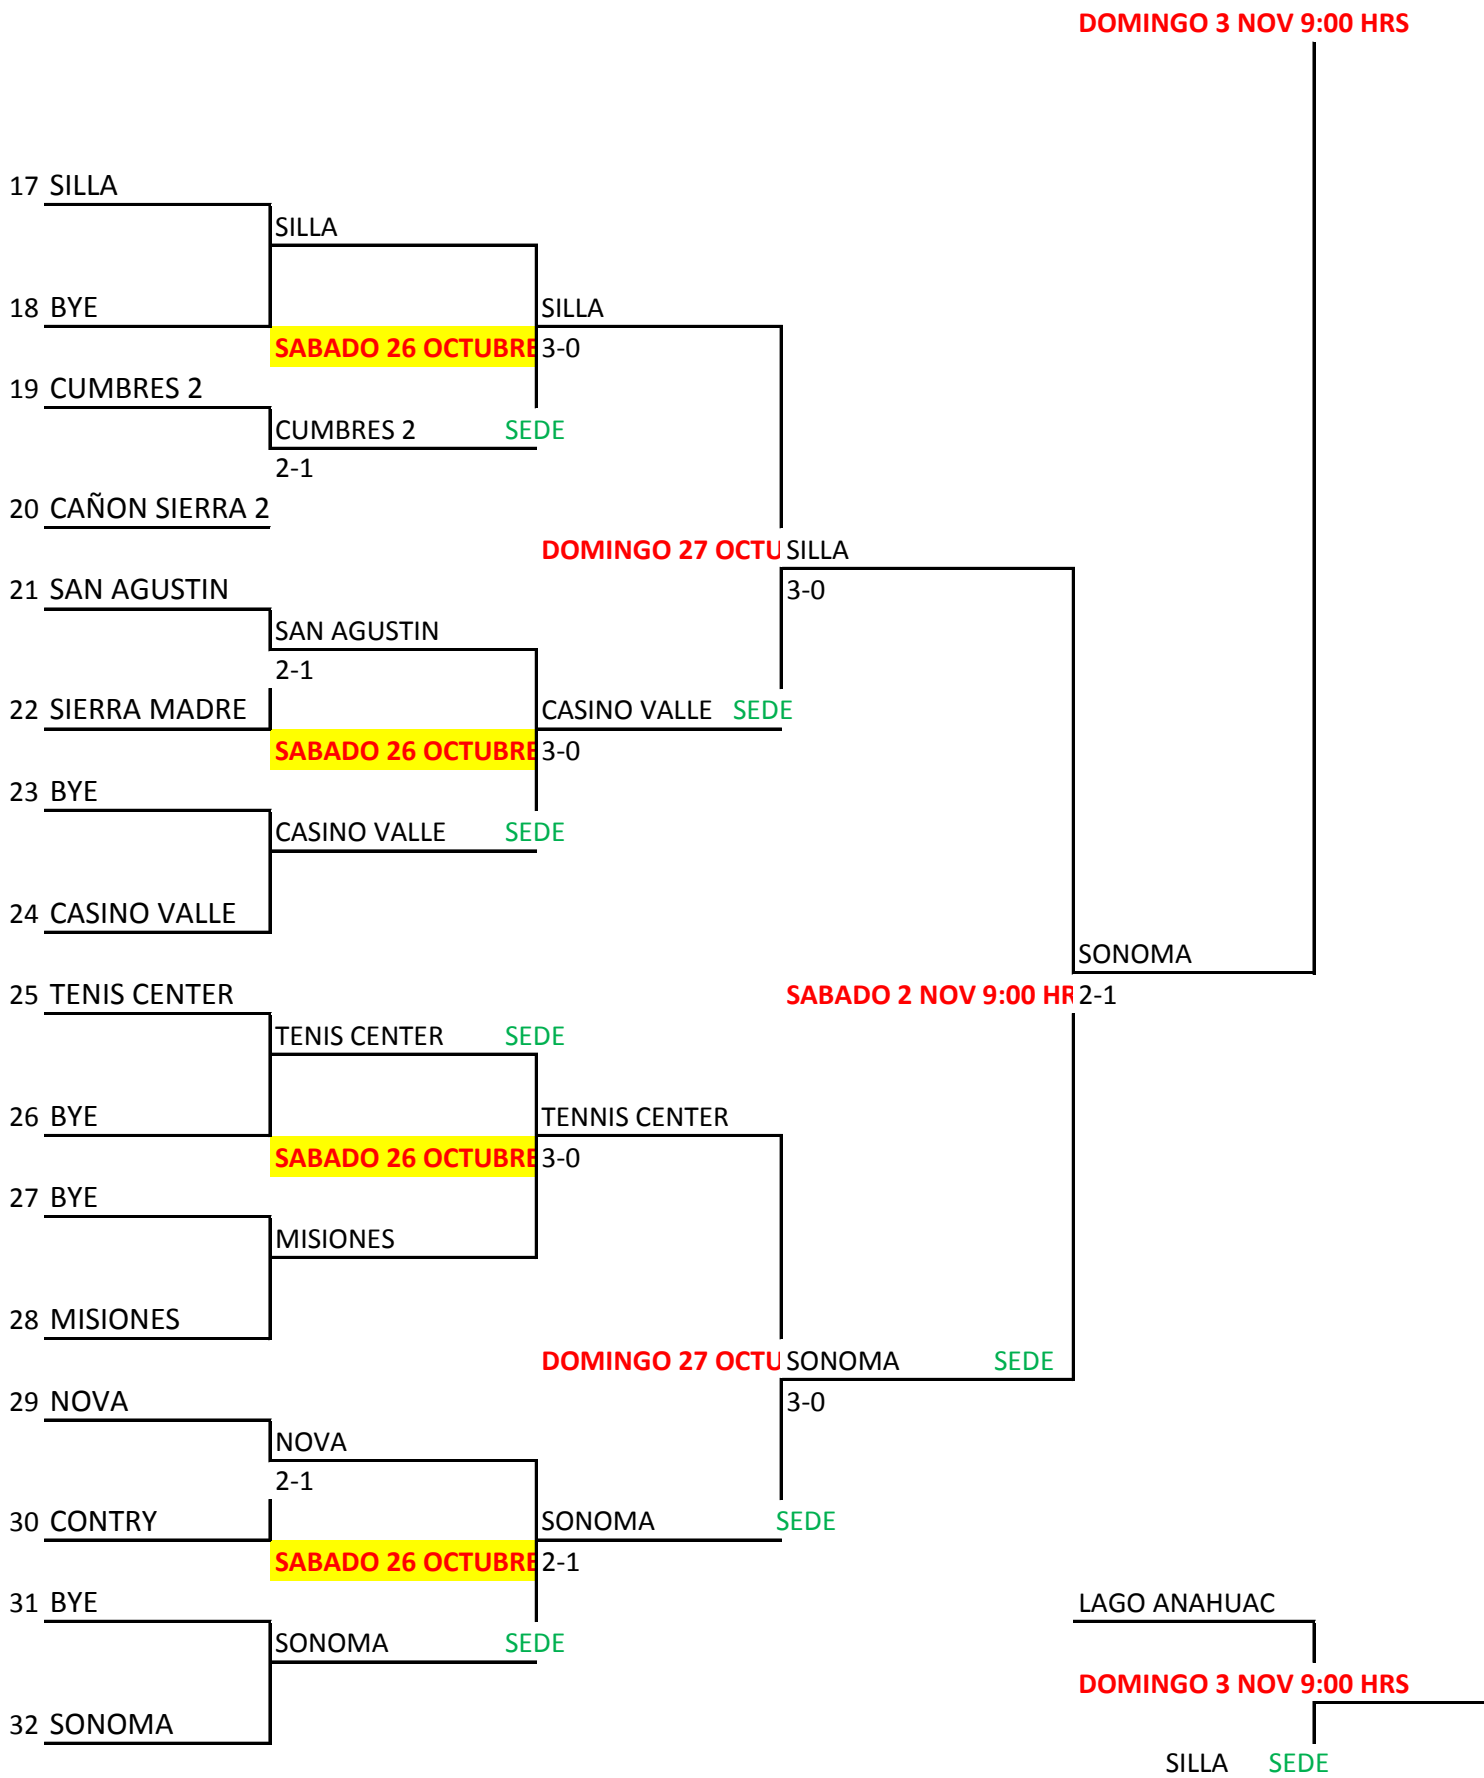 DOMINGO 3 NOV 9:00 HRS
17 SILLA
SILLA
18 BYE
SILLA
SABADO 26 OCTUBRE 3-0
19 CUMBRES 2
CUMBRES 2 SEDE
2-1
20 CAÑON SIERRA 2
DOMINGO 27 OCTU SILLA
21 SAN AGUSTIN
3-0
SAN AGUSTIN
2-1
22 SIERRA MADRE
CASINO VALLE SEDE
SABADO 26 OCTUBRE 3-0
23 BYE
CASINO VALLE SEDE
24 CASINO VALLE
SONOMA
25 TENIS CENTER
SABADO 2 NOV 9:00 HR 2-1
TENIS CENTER SEDE
26 BYE
TENNIS CENTER
SABADO 26 OCTUBRE 3-0
27 BYE
MISIONES
28 MISIONES
DOMINGO 27 OCTU SONOMA SEDE
29 NOVA
3-0
NOVA
2-1
30 CONTRY
SONOMA SEDE
SABADO 26 OCTUBRE 2-1
31 BYE
LAGO ANAHUAC
SONOMA SEDE
DOMINGO 3 NOV 9:00 HRS
32 SONOMA
SILLA SEDE